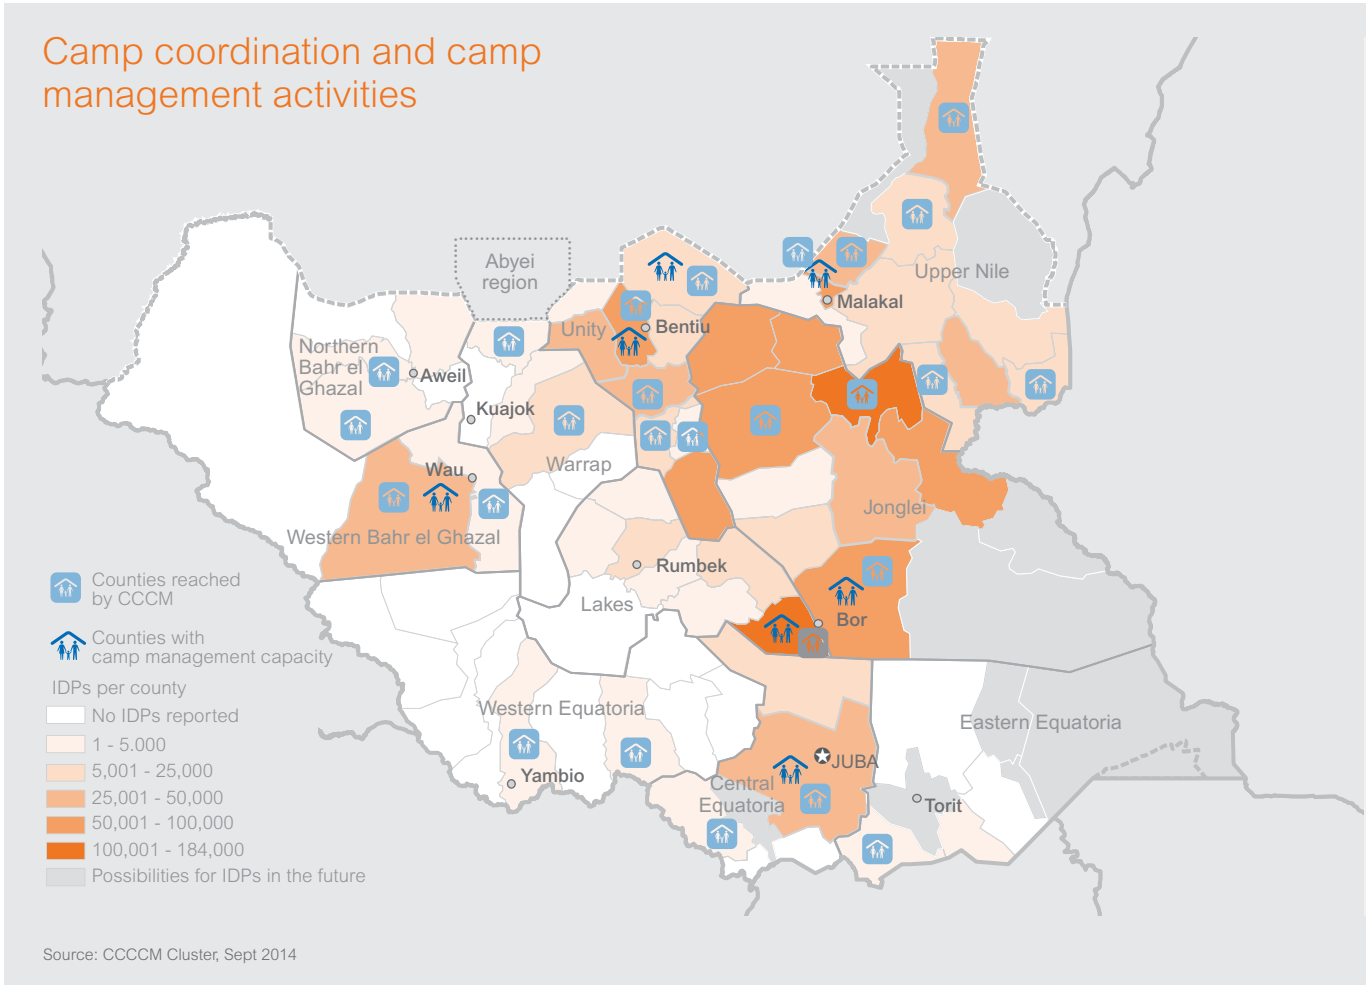 Camp coordination and camp
management activities
Abyei
region
Upper Nile
Malakal
Unity
Bentiu
Northern
Bahr el
Ghazal
Aweil
Kuajok
Warrap
Wau
Jonglei
Western Bahr el Ghazal
Rumbek
Lakes
Bor
Western Equatoria
Eastern Equatoria
JUBA
Yambio
Central
Equatoria
Torit
Counties reached
by CCCM
Counties with
camp management capacity
IDPs per county
No IDPs reported
1 - 5.000
5,001 - 25,000
25,001 - 50,000
50,001 - 100,000
100,001 - 184,000
Possibilities for IDPs in the future
Source: CCCCM Cluster, Sept 2014